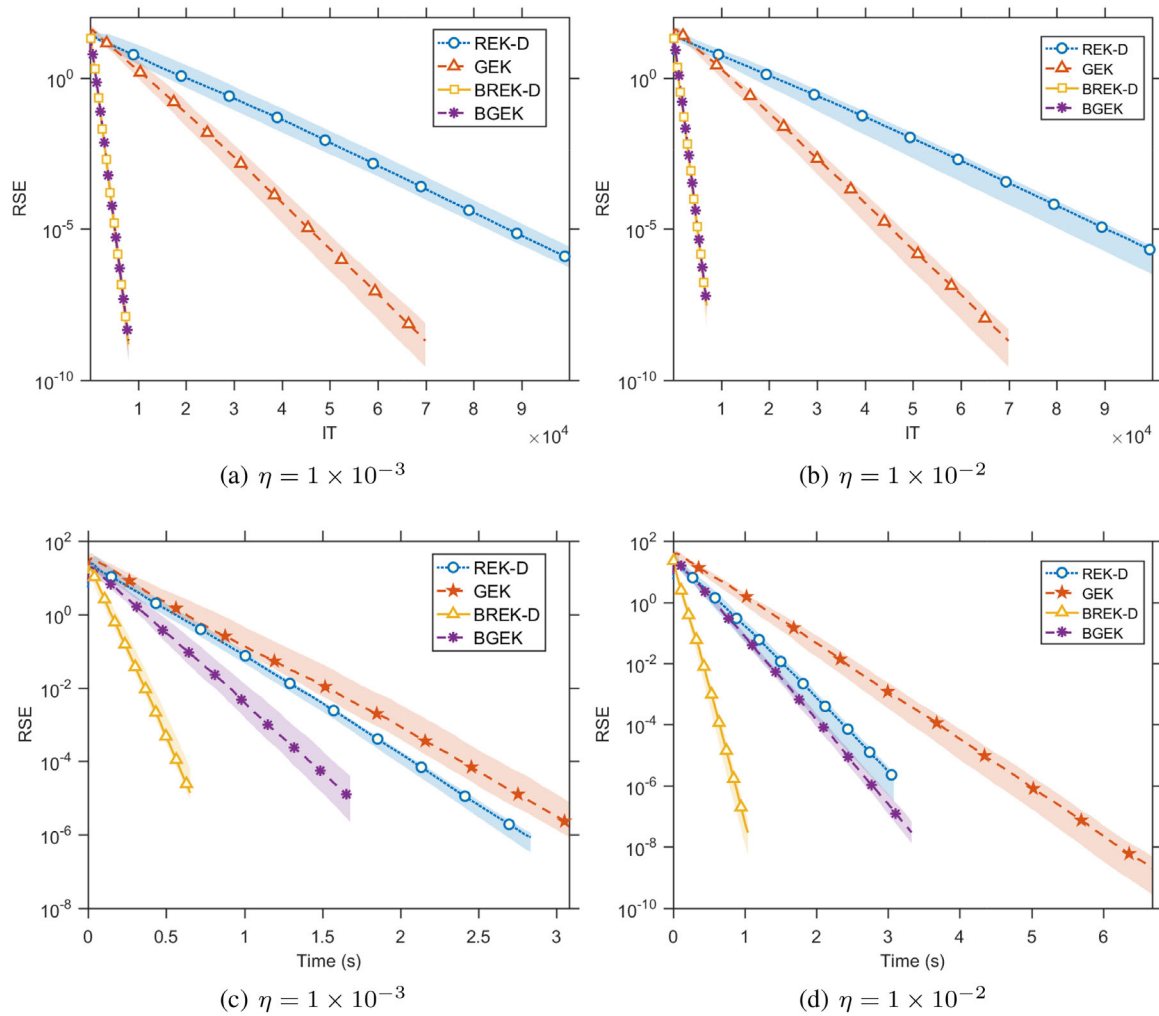 REK-D
GEK
BREK-D
BGEK
10^0
10^-5
10^-10
RSE
1 2 3 4 5 6 7 8 9
IT
×10^4
(a) η = 1 × 10^-3
REK-D
GEK
BREK-D
BGEK
10^0
10^-5
10^-10
RSE
1 2 3 4 5 6 7 8 9
IT
×10^4
(b) η = 1 × 10^-2
REK-D
GEK
BREK-D
BGEK
10^2
10^0
10^-2
10^-4
10^-6
10^-8
RSE
0 0.5 1 1.5 2 2.5 3
Time (s)
(c) η = 1 × 10^-3
REK-D
GEK
BREK-D
BGEK
10^2
10^0
10^-2
10^-4
10^-6
10^-8
10^-10
RSE
0 1 2 3 4 5 6
Time (s)
(d) η = 1 × 10^-2